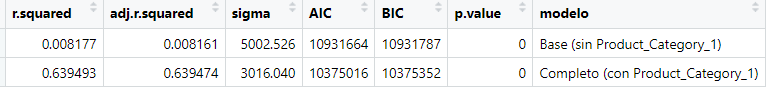 r.squared adj.r.squared sigma AIC BIC p.value modelo
0.008177 0.008161 5002.526 10931664 10931787 0 Base (sin Product_Category_1)
0.639493 0.639474 3016.040 10375016 10375352 0 Completo (con Product_Category_1)